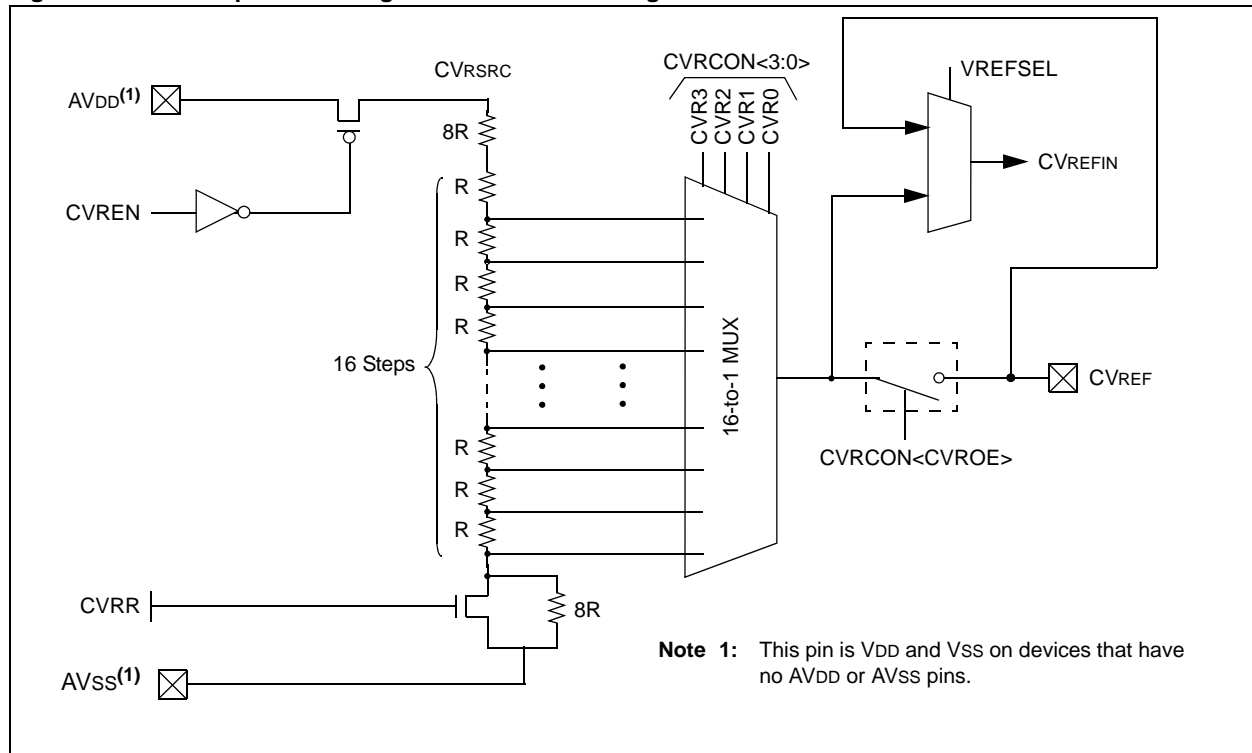 CVRCON<3:0>
CVRSRC
CVR3
CVR2
CVR1
CVR0
VREFSEL
AVDD(1)
8R
R
CVREFIN
CVREN
R
R
R
16 Steps
16-to-1 MUX
CVREF
R
CVRCON<CVROE>
R
R
CVRR
8R
AVSS(1)
Note 1: This pin is VDD and VSS on devices that have
no AVDD or AVSS pins.